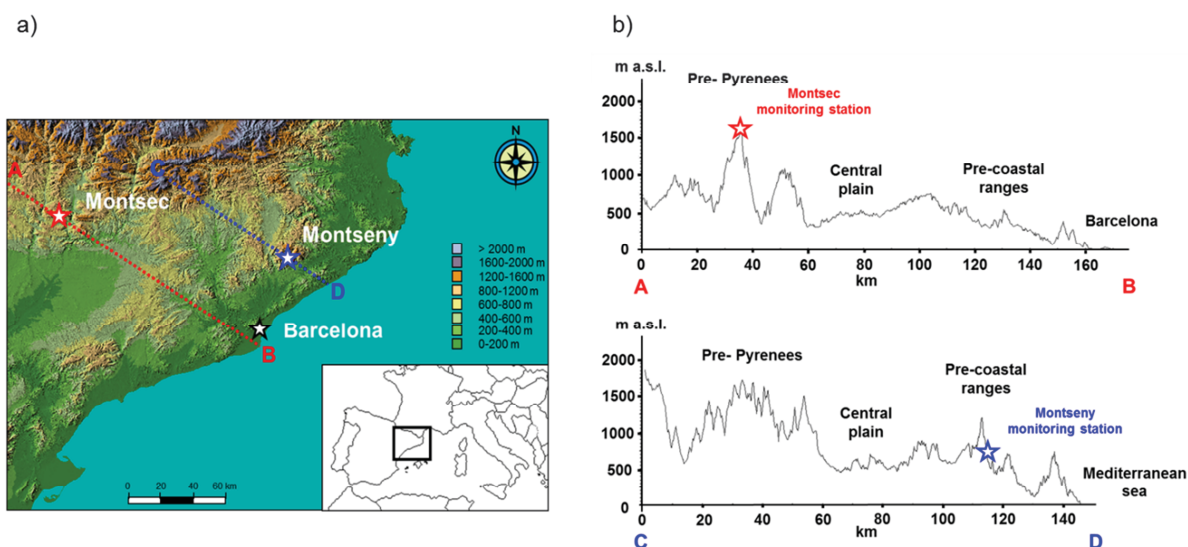 a)
A
C
N
Montsec
Montseny
> 2000 m
1600-2000 m
1200-1600 m
800-1200 m
600-800 m
400-600 m
200-400 m
0-200 m
D
Barcelona
B
0 20 40 60 km
b)
m a.s.l.
Pre- Pyrenees
2000
Montsec
monitoring station
1500
1000
Central
plain
Pre-coastal
ranges
500
Barcelona
0
0 20 40 60 80 100 120 140 160
km
A
B
m a.s.l.
2000
Pre- Pyrenees
Pre-coastal
ranges
1500
Central
plain
Montseny
monitoring station
1000
500
Mediterranean
sea
0
0 20 40 60 80 100 120 140
km
C
D